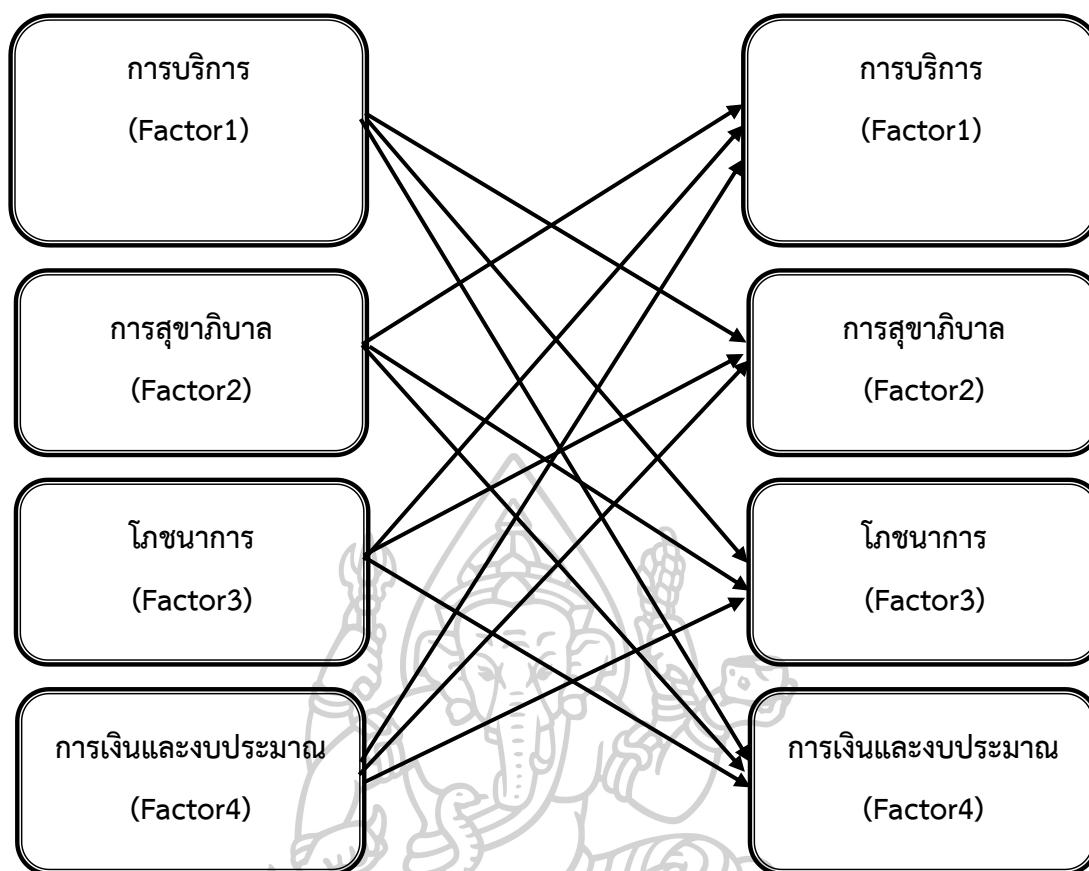 การบริการ
(Factor1)
การบริการ
(Factor1)
การสุขาภิบาล
(Factor2)
การสุขาภิบาล
(Factor2)
โภชนาการ
(Factor3)
โภชนาการ
(Factor3)
การเงินและงบประมาณ
(Factor4)
การเงินและงบประมาณ
(Factor4)